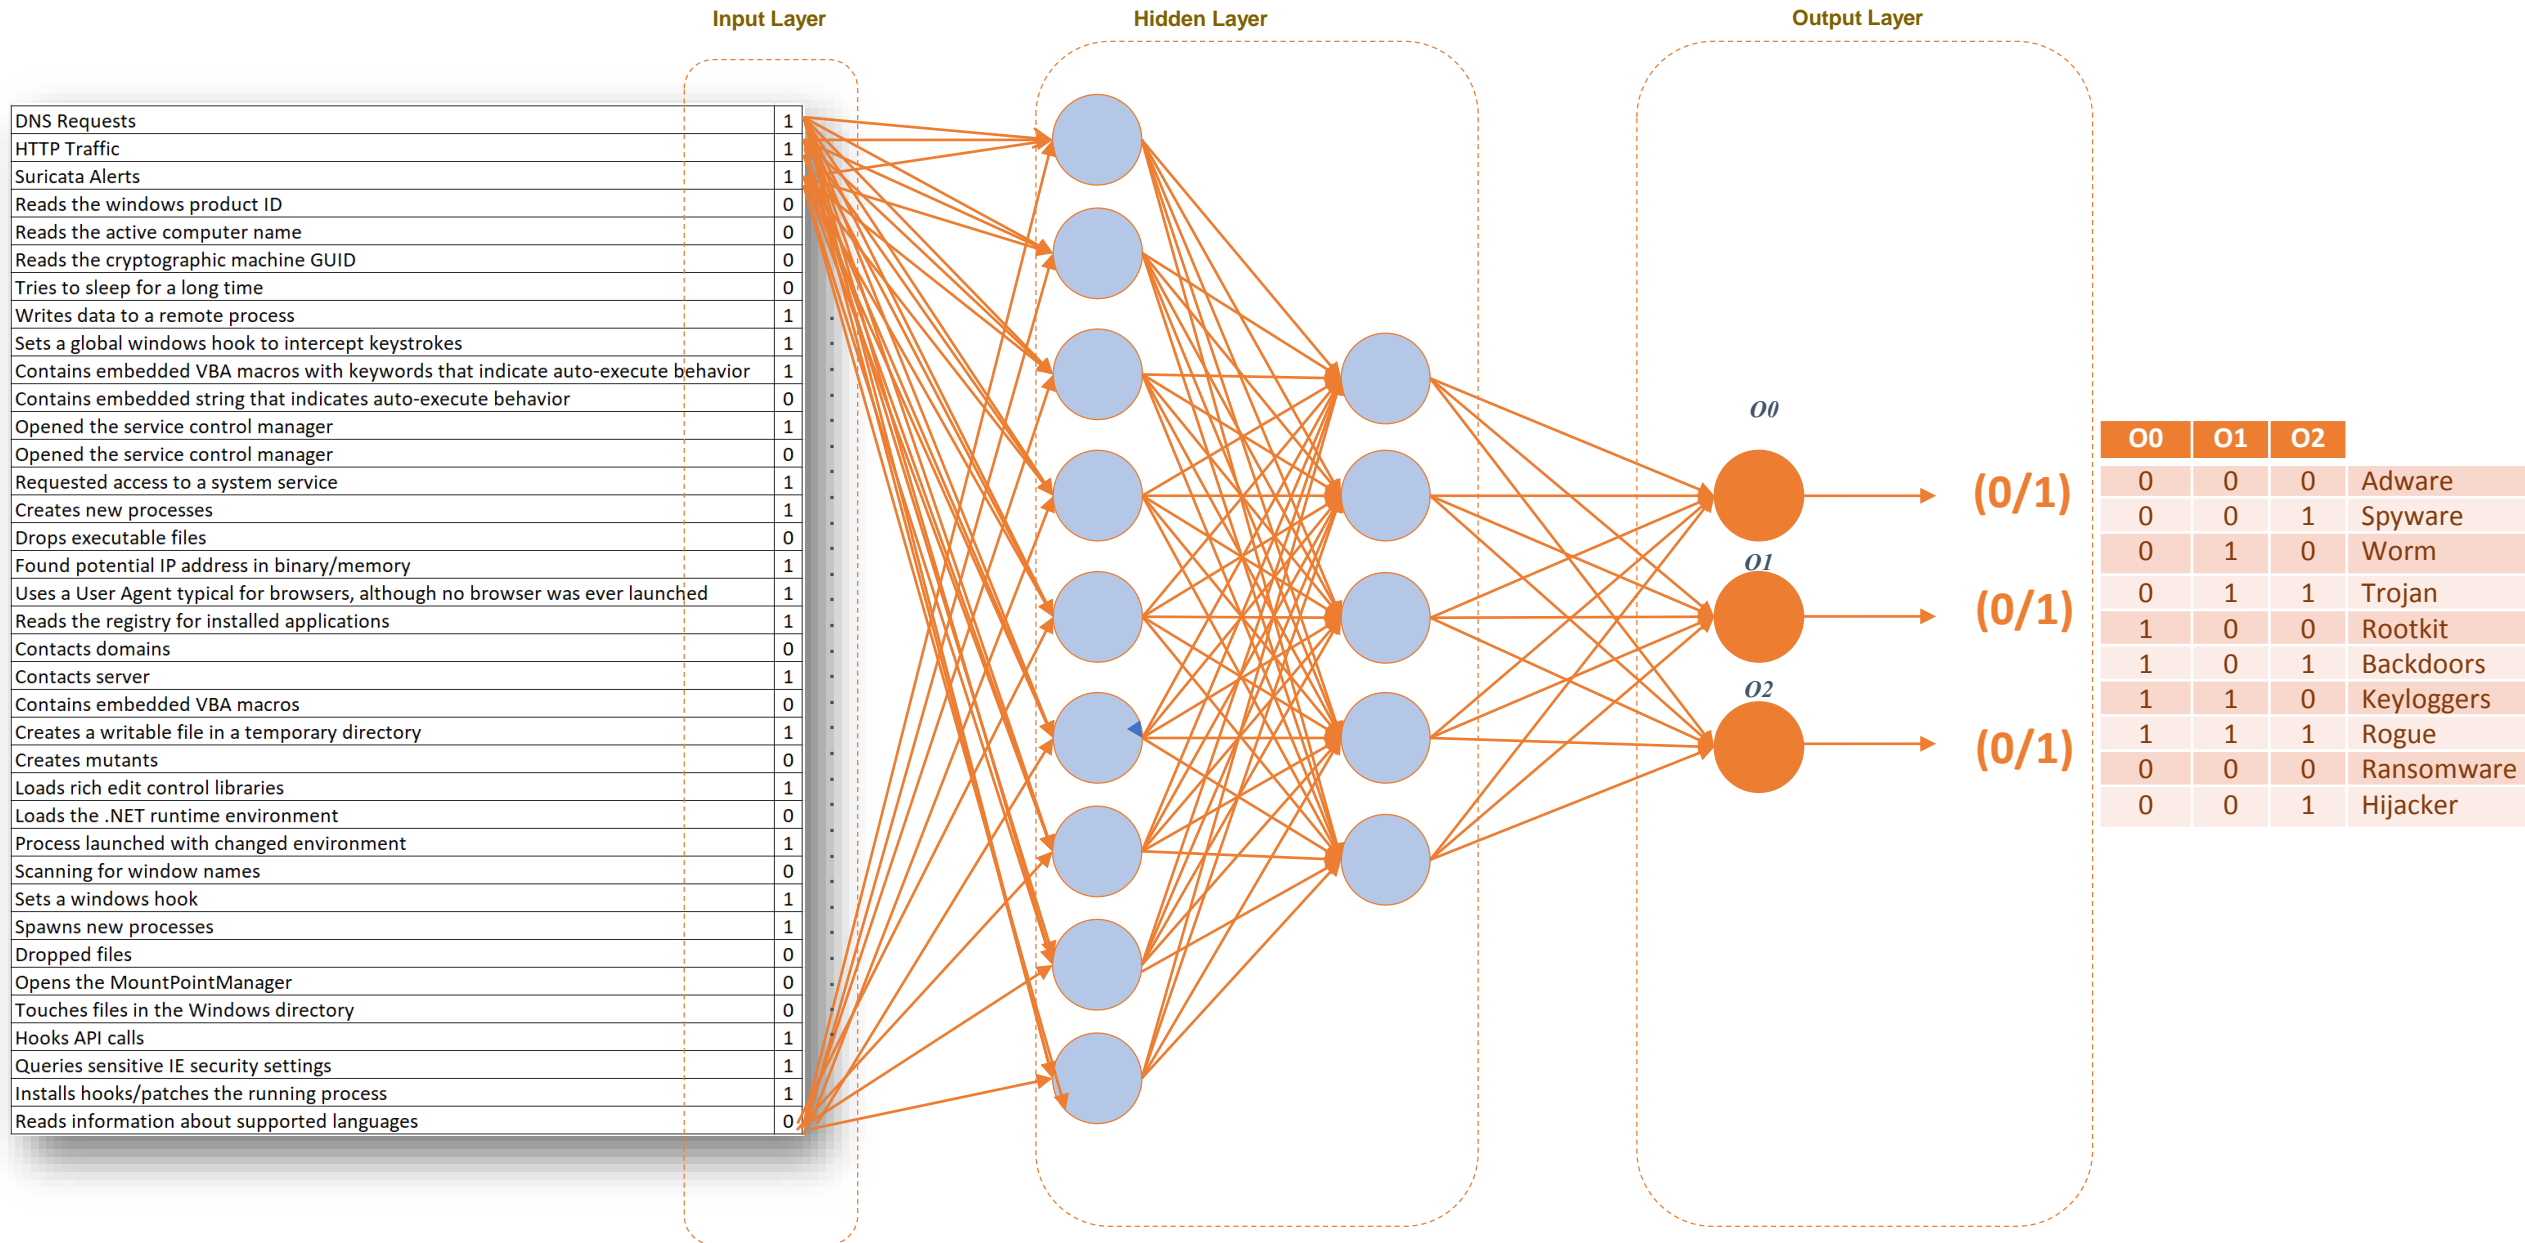 Input Layer
Hidden Layer
Output Layer
DNS Requests 1
HTTP Traffic 1
Suricata Alerts 1
Reads the windows product ID 0
Reads the active computer name 0
Reads the cryptographic machine GUID 0
Tries to sleep for a long time 0
Writes data to a remote process 1
Sets a global windows hook to intercept keystrokes 1
Contains embedded VBA macros with keywords that indicate auto-execute behavior 1
Contains embedded string that indicates auto-execute behavior 0
Opened the service control manager 1
Opened the service control manager 0
Requested access to a system service 1
Creates new processes 1
Drops executable files 0
Found potential IP address in binary/memory 1
Uses a User Agent typical for browsers, although no browser was ever launched 1
Reads the registry for installed applications 1
Contacts domains 0
Contacts server 1
Contains embedded VBA macros 0
Creates a writable file in a temporary directory 1
Creates mutants 0
Loads rich edit control libraries 1
Loads the .NET runtime environment 0
Process launched with changed environment 1
Scanning for window names 0
Sets a windows hook 1
Spawns new processes 1
Dropped files 0
Opens the MountPointManager 0
Touches files in the Windows directory 0
Hooks API calls 1
Queries sensitive IE security settings 1
Installs hooks/patches the running process 1
Reads information about supported languages 0
O0
(0/1)
O1
(0/1)
O2
(0/1)
O0 O1 O2
0 0 0 Adware
0 0 1 Spyware
0 1 0 Worm
0 1 1 Trojan
1 0 0 Rootkit
1 0 1 Backdoors
1 1 0 Keyloggers
1 1 1 Rogue
0 0 0 Ransomware
0 0 1 Hijacker